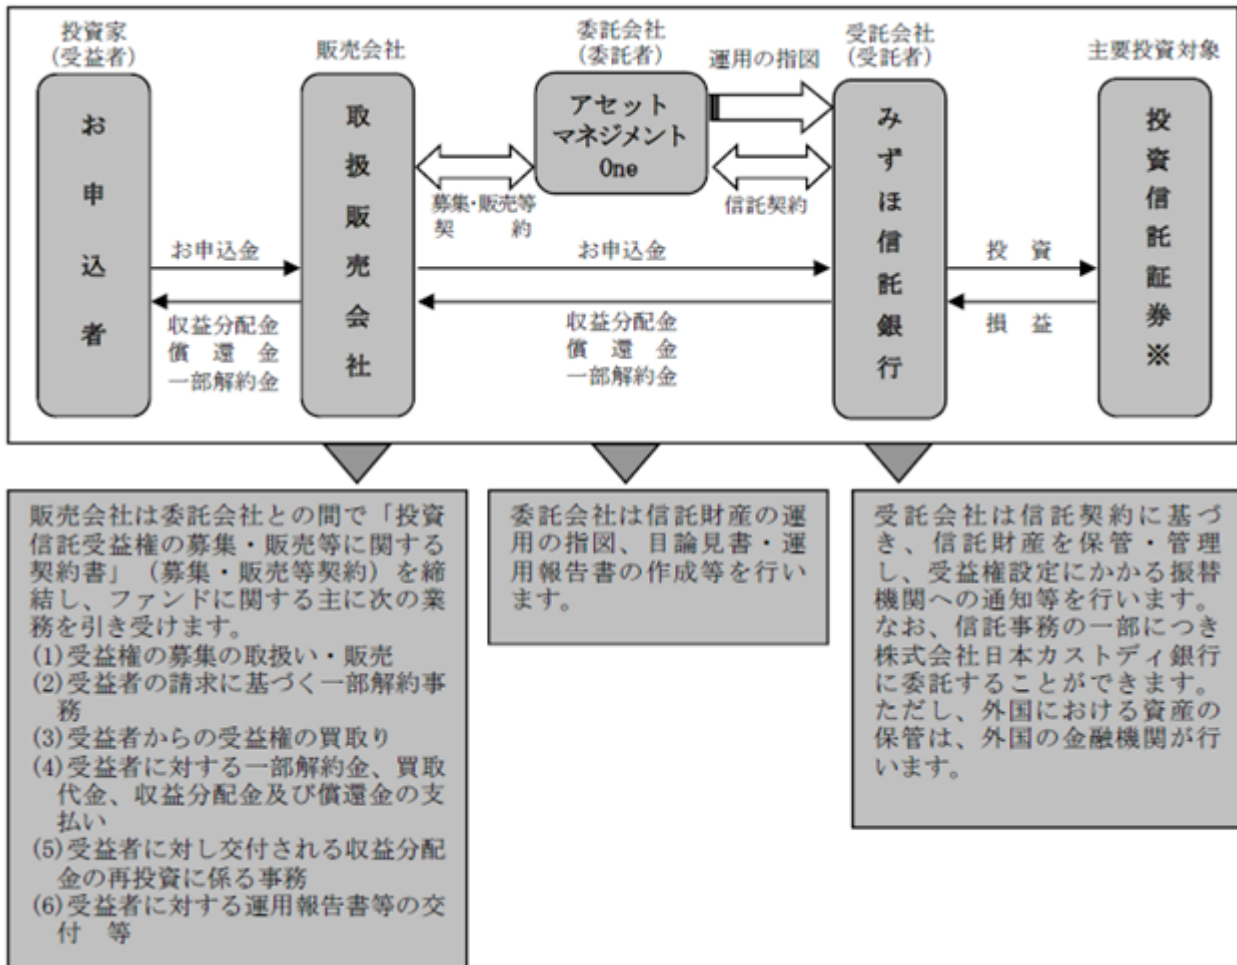 投資家
(受益者)
販売会社
委託会社
(委託者)
運用の指図
受託会社
(受託者)
主要投資対象
お申込者
取扱販売会社
アセット
マネジメント
One
みずほ信託銀行
投資信託証券※
募集・販売等
契　約
信託契約
お申込金
お申込金
投　資
収益分配金
償　還　金
一部解約金
収益分配金
償　還　金
一部解約金
損　益
販売会社は委託会社との間で「投資
信託受益権の募集・販売等に関する
契約書」（募集・販売等契約）を締
結し、ファンドに関する主に次の業
務を引き受けます。
(1)受益権の募集の取扱い・販売
(2)受益者の請求に基づく一部解約事
務
(3)受益者からの受益権の買取り
(4)受益者に対する一部解約金、買取
代金、収益分配金及び償還金の支
払い
(5)受益者に対し交付される収益分配
金の再投資に係る事務
(6)受益者に対する運用報告書等の交
付　等
委託会社は信託財産の運
用の指図、目論見書・運
用報告書の作成等を行い
ます。
受託会社は信託契約に基づ
き、信託財産を保管・管理
し、受益権設定にかかる振替
機関への通知等を行います。
なお、信託事務の一部につき
株式会社日本カストディ銀行
に委託することができます。
ただし、外国における資産の
保管は、外国の金融機関が行
います。